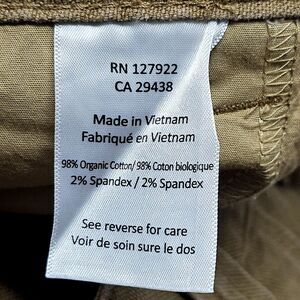 RN 127922
CA 29438
Made in Vietnam
Fabriqué en Vietnam
98% Organic Cotton/ 98% Coton biologique
2% Spandex / 2% Spandex
See reverse for care
Voir de soin sure le dos